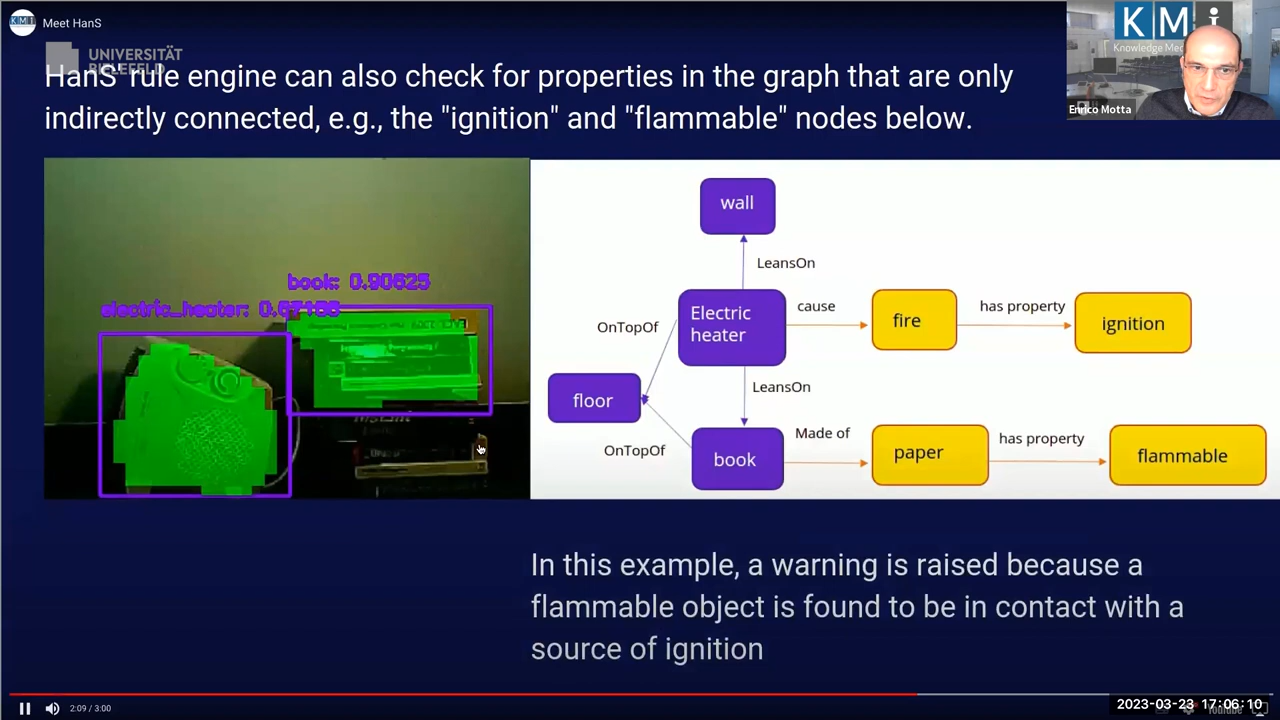 Meet HanS
UNIVERSITÄT
BIELEFELD
HanS' rule engine can also check for properties in the graph that are only
indirectly connected, e.g., the "ignition" and "flammable" nodes below.
KMi
Knowledge Med
Enrico Motta
book: 0.90625
electric_heater: 0.67188
wall
LeansOn
Electric
heater
cause
fire
has property
ignition
OnTopOf
floor
LeansOn
OnTopOf
book
Made of
paper
has property
flammable
In this example, a warning is raised because a
flammable object is found to be in contact with a
source of ignition
2:09 / 3:00
2023-03-23 17:06:10